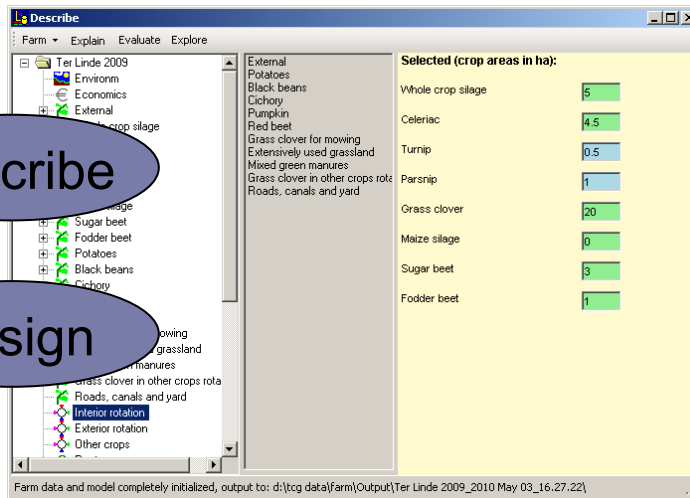 Describe
Farm Explain Evaluate Explore
Ter Linde 2009
Environm
Economics
External
crop silage
cribe
Sugar beet
Fodder beet
Potatoes
Black beans
Cichory
sign
owing
grassland
manures
Grass clover in other crops rota
Roads, canals and yard
Interior rotation
Exterior rotation
Other crops
External
Potatoes
Black beans
Cichory
Pumpkin
Red beet
Grass clover for mowing
Extensively used grassland
Mixed green manures
Grass clover in other crops rota
Roads, canals and yard
Selected (crop areas in ha):
Whole crop silage 5
Celeriac 4.5
Turnip 0.5
Parsnip 1
Grass clover 20
Maize silage 0
Sugar beet 3
Fodder beet 1
Farm data and model completely initialized, output to: d:\tcg data\farm\Output\Ter Linde 2009_2010 May 03_16.27.22\